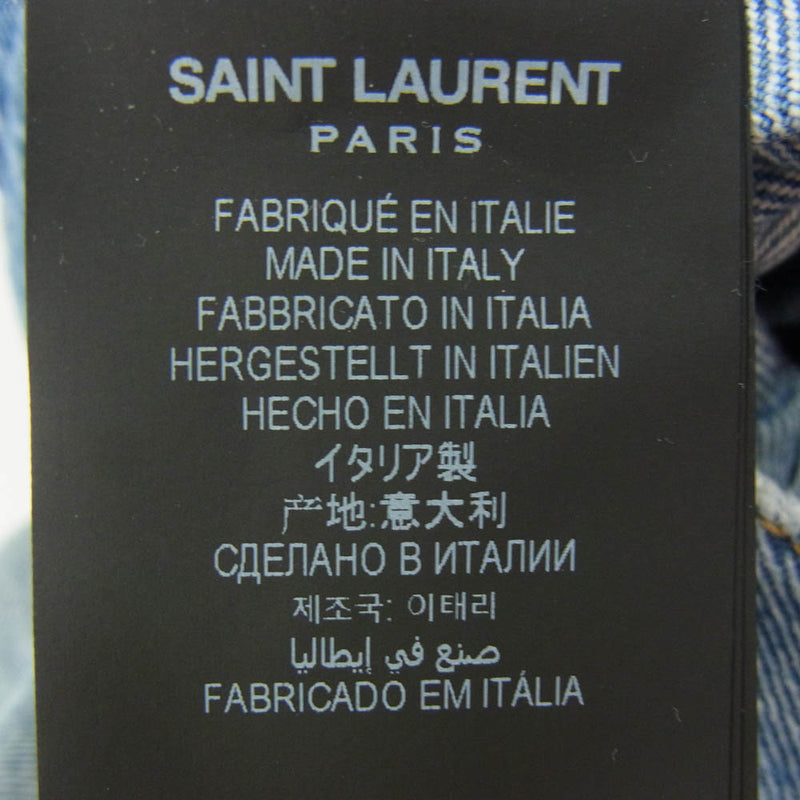 SAINT LAURENT
PARIS
FABRIQUÉ EN ITALIE
MADE IN ITALY
FABBRICATO IN ITALIA
HERGESTELLT IN ITALIEN
HECHO EN ITALIA
イタリア製
产地:意大利
СДЕЛАНО В ИТАЛИИ
제조국: 이태리
صنع في إيطاليا
FABRICADO EM ITÁLIA